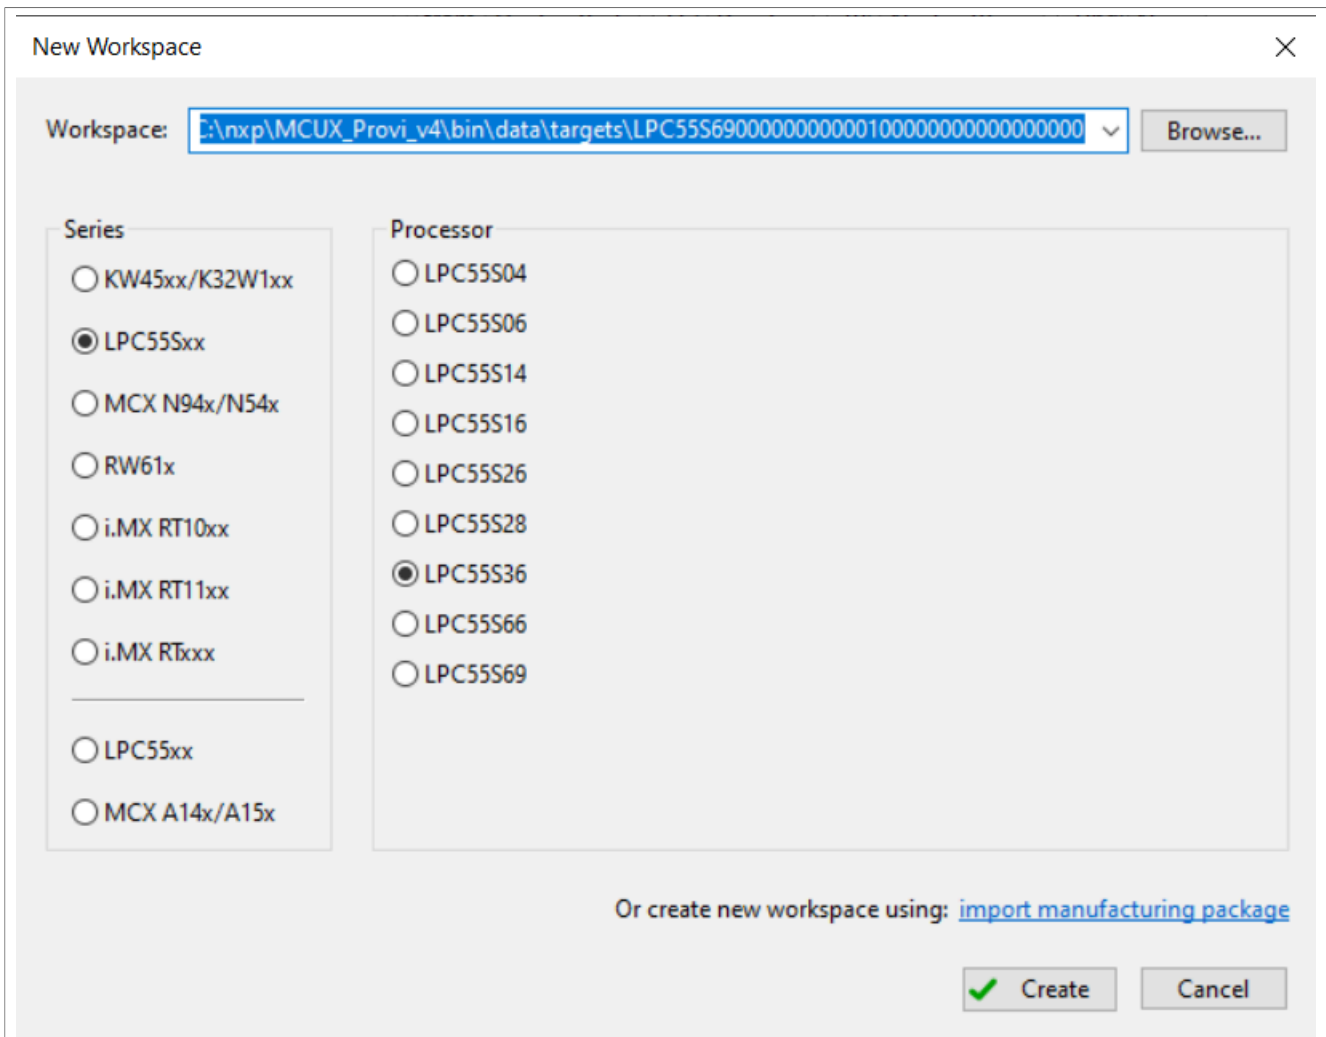 New Workspace
Workspace: C:\nxp\MCUX_Provi_v4\bin\data\targets\LPC55S69000000000000100000000000000000 Browse...
Series
KW45xx/K32W1xx
LPC55Sxx
MCX N94x/N54x
RW61x
i.MX RT10xx
i.MX RT11xx
i.MX RTxxx
LPC55xx
MCX A14x/A15x
Processor
LPC55S04
LPC55S06
LPC55S14
LPC55S16
LPC55S26
LPC55S28
LPC55S36
LPC55S66
LPC55S69
Or create new workspace using: import manufacturing package
Create Cancel